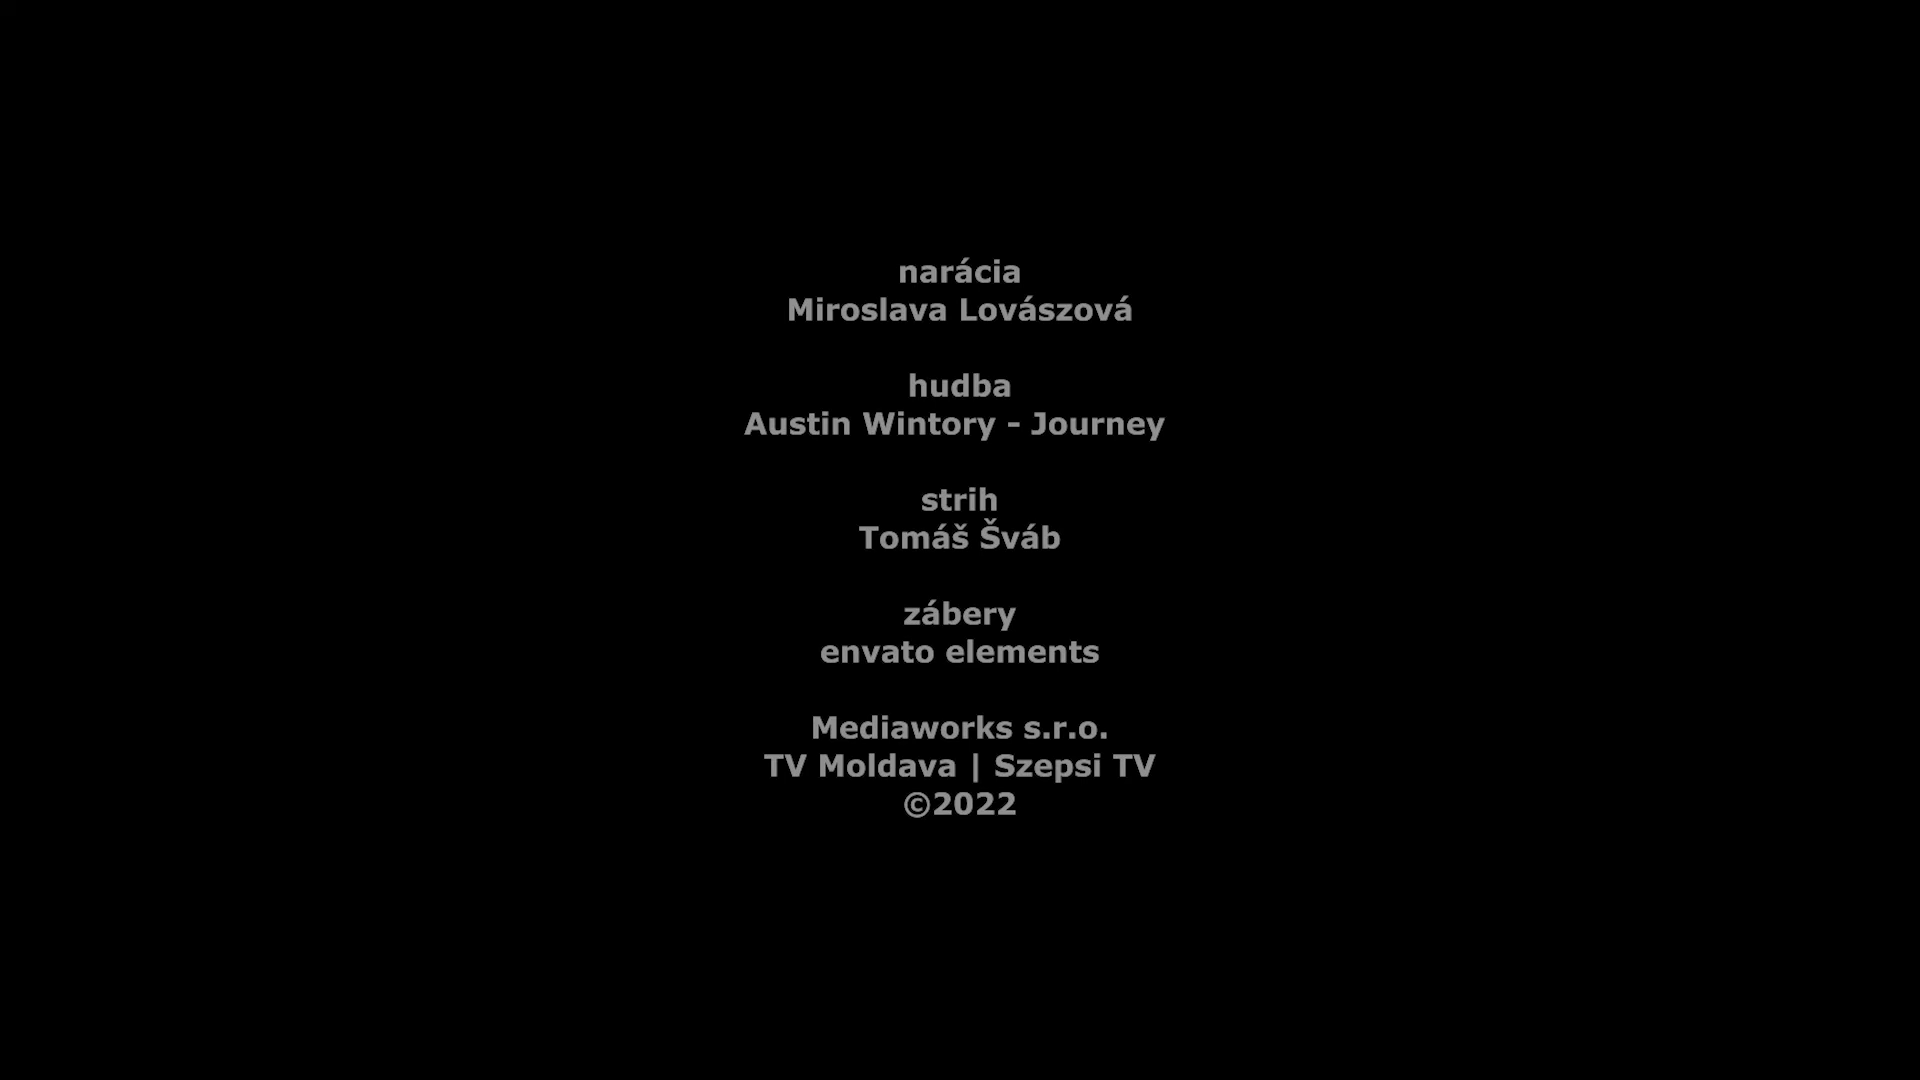 narácia
Miroslava Lovászová
hudba
Austin Wintory - Journey
strih
Tomáš Šváb
zábery
envato elements
Mediaworks s.r.o.
TV Moldava | Szepsi TV
©2022